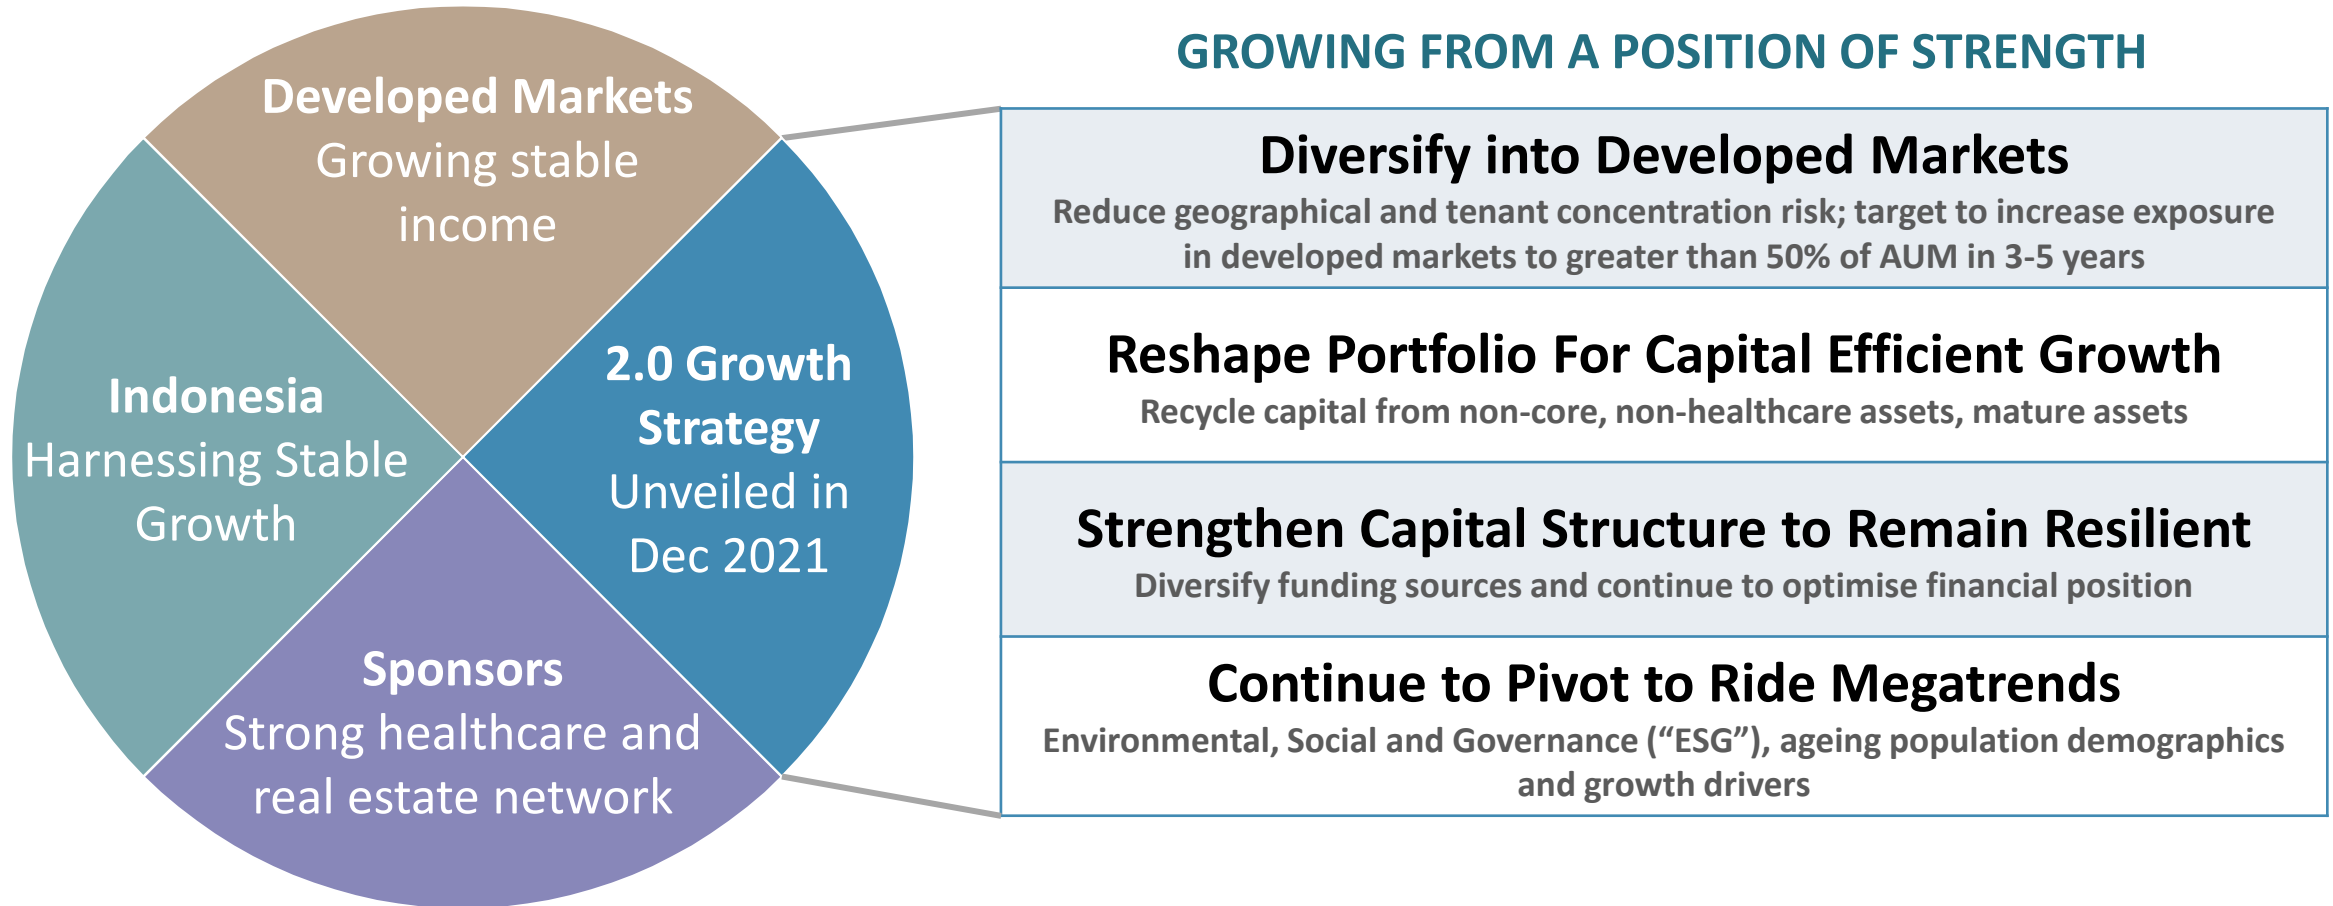 GROWING FROM A POSITION OF STRENGTH
Developed Markets
Growing stable
income
Indonesia
Harnessing Stable
Growth
2.0 Growth
Strategy
Unveiled in
Dec 2021
Sponsors
Strong healthcare and
real estate network
Diversify into Developed Markets
Reduce geographical and tenant concentration risk; target to increase exposure
in developed markets to greater than 50% of AUM in 3-5 years
Reshape Portfolio For Capital Efficient Growth
Recycle capital from non-core, non-healthcare assets, mature assets
Strengthen Capital Structure to Remain Resilient
Diversify funding sources and continue to optimise financial position
Continue to Pivot to Ride Megatrends
Environmental, Social and Governance (“ESG”), ageing population demographics
and growth drivers